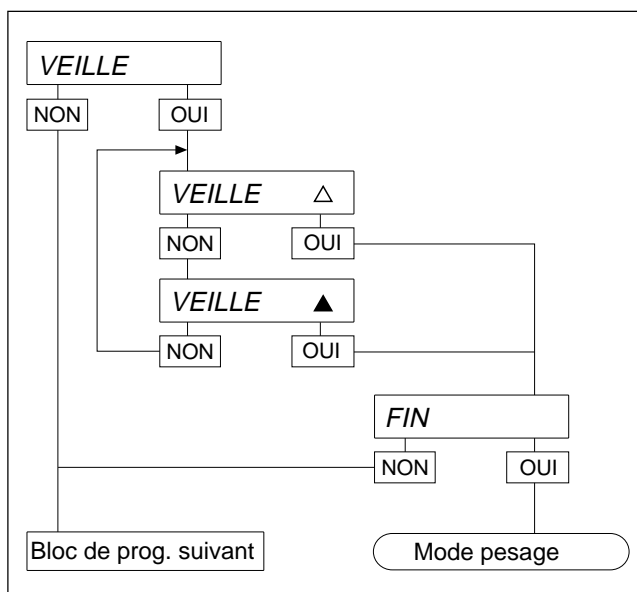 VEILLE
NON OUI
VEILLE △
NON OUI
VEILLE ▲
NON OUI
FIN
NON OUI
Bloc de prog. suivant
Mode pesage